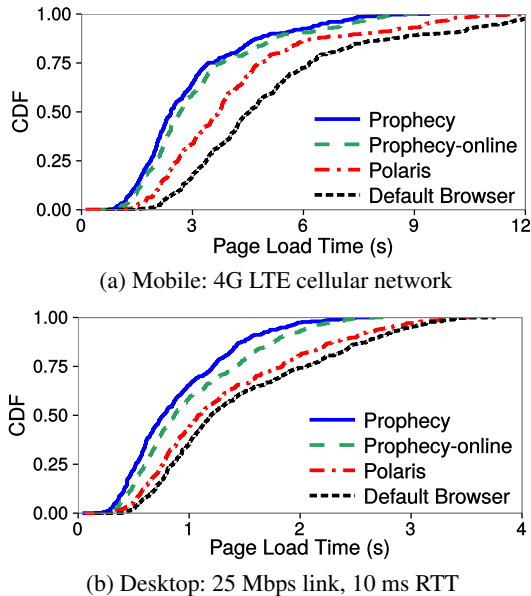 1.00
0.75
0.50
0.25
0.00
CDF
Prophecy
Prophecy-online
Polaris
Default Browser
0 3 6 9 12
Page Load Time (s)
(a) Mobile: 4G LTE cellular network
1.00
0.75
0.50
0.25
0.00
CDF
Prophecy
Prophecy-online
Polaris
Default Browser
0 1 2 3 4
Page Load Time (s)
(b) Desktop: 25 Mbps link, 10 ms RTT